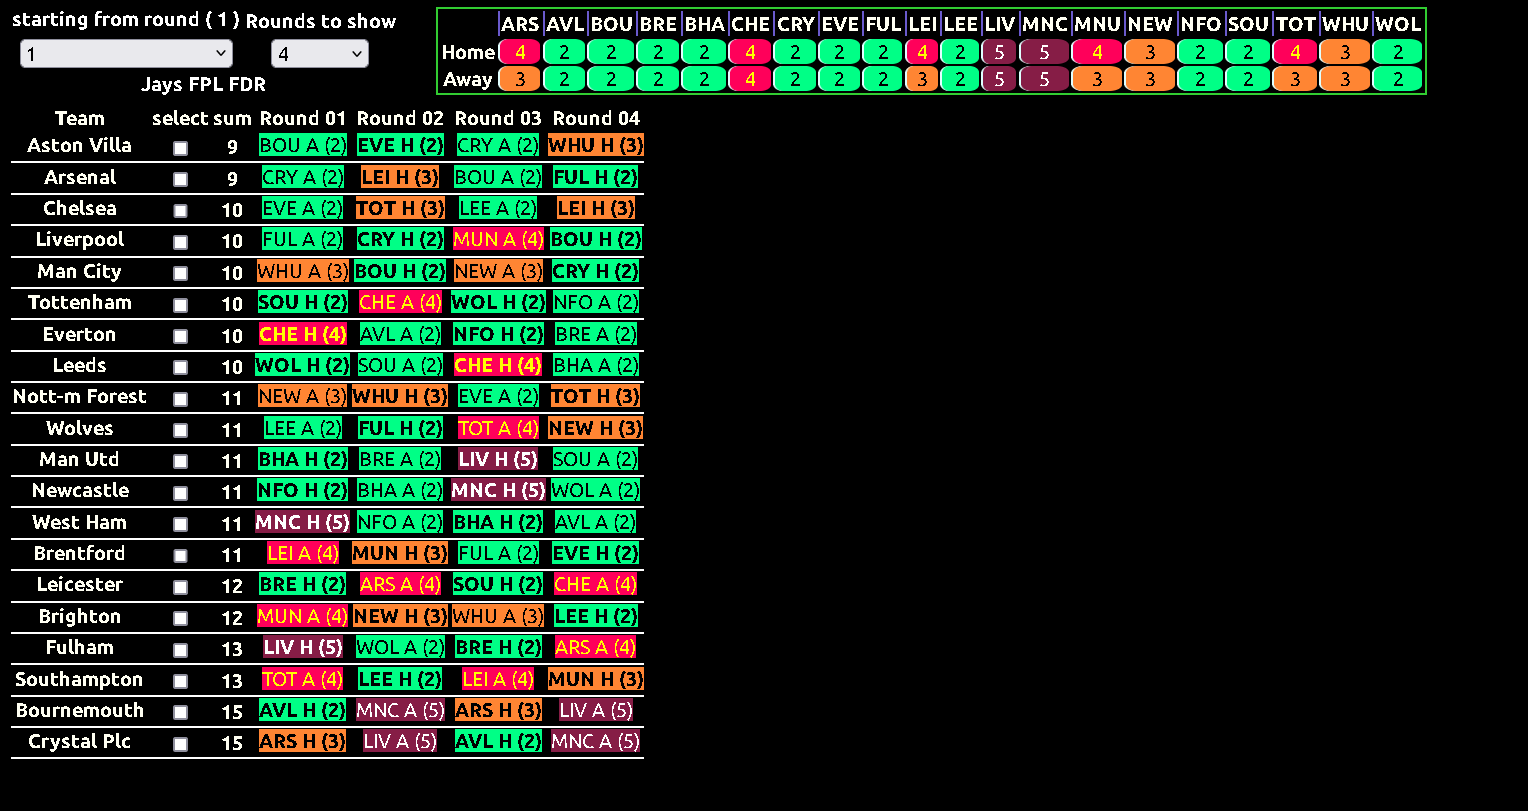 starting from round ( 1 ) Rounds to show
1 4
Jays FPL FDR
ARS AVL BOU BRE BHA CHE CRY EVE FUL LEI LEE LIV MNC MNU NEW NFO SOU TOT WHU WOL
Home 4 2 2 2 2 4 2 2 2 4 2 5 5 4 3 2 2 4 3 2
Away 3 2 2 2 2 4 2 2 2 3 2 5 5 3 3 2 2 3 3 2
Team select sum Round 01 Round 02 Round 03 Round 04
Aston Villa 9 BOU A (2) EVE H (2) CRY A (2) WHU H (3)
Arsenal 9 CRY A (2) LEI H (3) BOU A (2) FUL H (2)
Chelsea 10 EVE A (2) TOT H (3) LEE A (2) LEI H (3)
Liverpool 10 FUL A (2) CRY H (2) MUN A (4) BOU H (2)
Man City 10 WHU A (3) BOU H (2) NEW A (3) CRY H (2)
Tottenham 10 SOU H (2) CHE A (4) WOL H (2) NFO A (2)
Everton 10 CHE H (4) AVL A (2) NFO H (2) BRE A (2)
Leeds 10 WOL H (2) SOU A (2) CHE H (4) BHA A (2)
Nott-m Forest 11 NEW A (3) WHU H (3) EVE A (2) TOT H (3)
Wolves 11 LEE A (2) FUL H (2) TOT A (4) NEW H (3)
Man Utd 11 BHA H (2) BRE A (2) LIV H (5) SOU A (2)
Newcastle 11 NFO H (2) BHA A (2) MNC H (5) WOL A (2)
West Ham 11 MNC H (5) NFO A (2) BHA H (2) AVL A (2)
Brentford 11 LEI A (4) MUN H (3) FUL A (2) EVE H (2)
Leicester 12 BRE H (2) ARS A (4) SOU H (2) CHE A (4)
Brighton 12 MUN A (4) NEW H (3) WHU A (3) LEE H (2)
Fulham 13 LIV H (5) WOL A (2) BRE H (2) ARS A (4)
Southampton 13 TOT A (4) LEE H (2) LEI A (4) MUN H (3)
Bournemouth 15 AVL H (2) MNC A (5) ARS H (3) LIV A (5)
Crystal Plc 15 ARS H (3) LIV A (5) AVL H (2) MNC A (5)